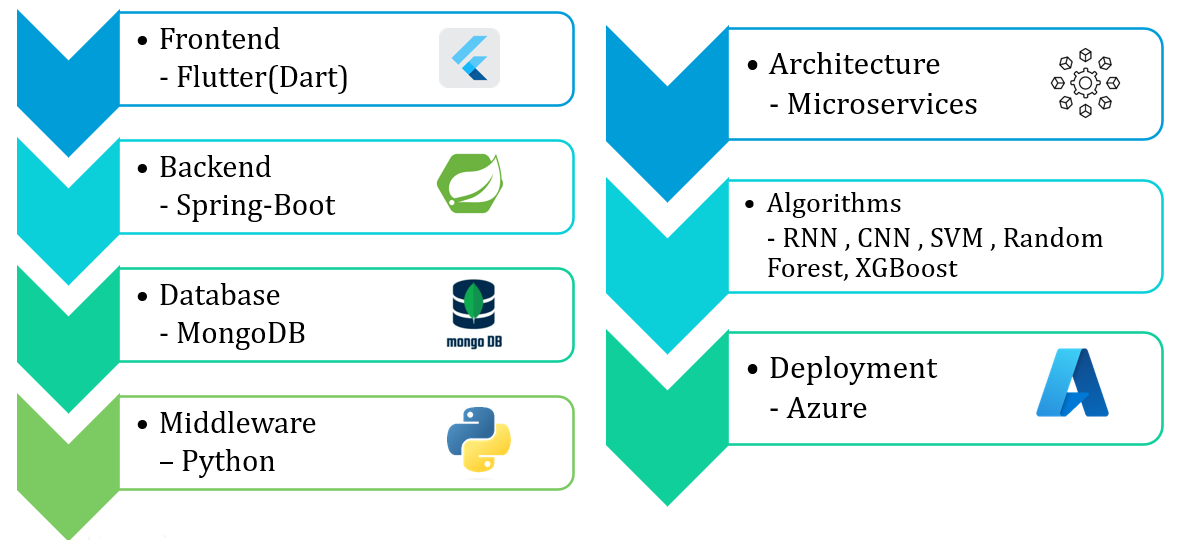 • Frontend
- Flutter(Dart)
• Backend
- Spring-Boot
• Database
- MongoDB
mongo DB
• Middleware
– Python
• Architecture
- Microservices
• Algorithms
- RNN , CNN , SVM , Random
Forest, XGBoost
• Deployment
- Azure